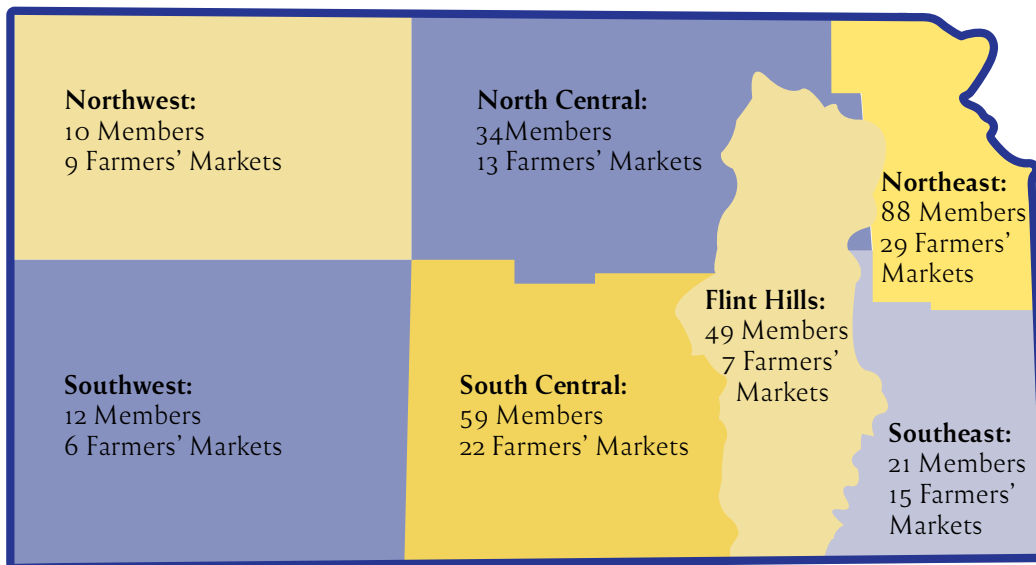 Northwest:
10 Members
9 Farmers’ Markets
North Central:
34Members
13 Farmers’ Markets
Northeast:
88 Members
29 Farmers’
Markets
Flint Hills:
49 Members
7 Farmers’
Markets
Southwest:
12 Members
6 Farmers’ Markets
South Central:
59 Members
22 Farmers’ Markets
Southeast:
21 Members
15 Farmers’
Markets